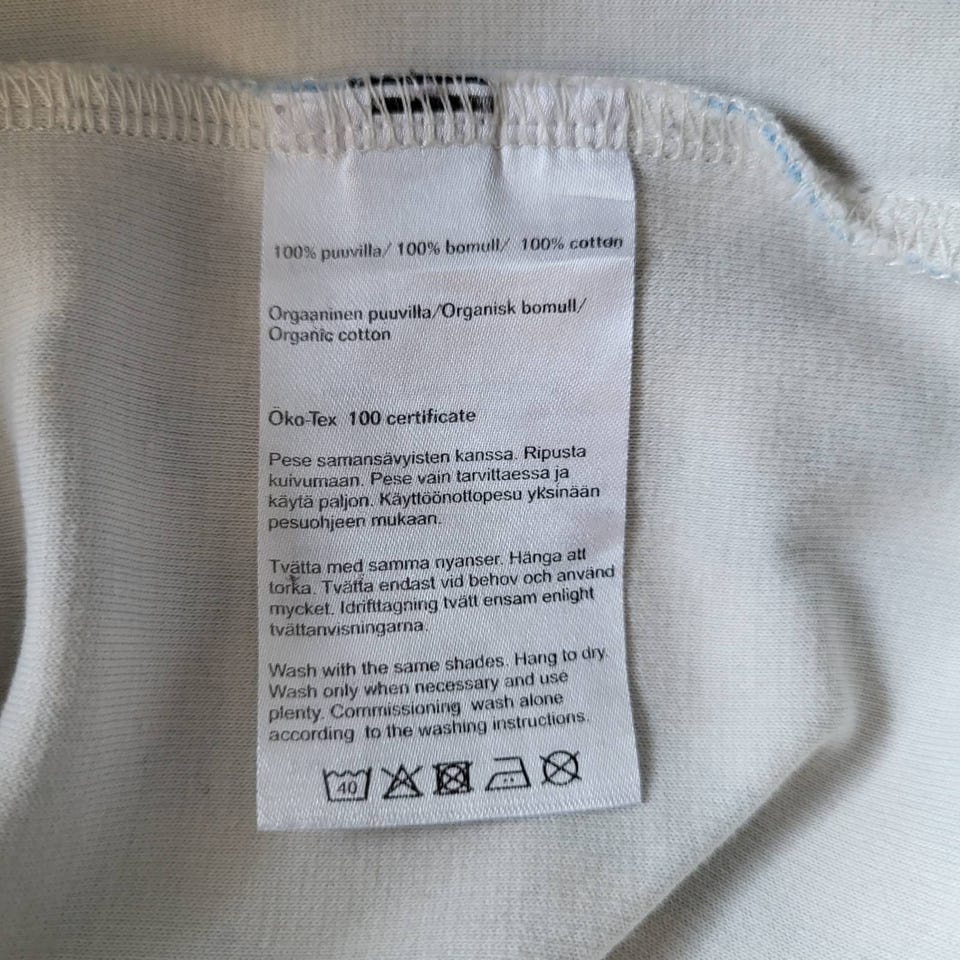 100% puuvilla/ 100% bomull/ 100% cotton
Orgaaninen puuvilla/Organisk bomull/
Organic cotton
Öko-Tex 100 certificate
Pese samansävyisten kanssa. Ripusta
kuivumaan. Pese vain tarvittaessa ja
käytä paljon. Käyttöönottopesu yksinään
pesuohjeen mukaan.
Tvätta med samma nyanser. Hänga att
torka. Tvätta endast vid behov och använd
mycket. Idrifttagning tvätt ensam enlight
tvättanvisningarna.
Wash with the same shades. Hang to dry.
Wash only when necessary and use
plenty. Commissioning wash alone
according to the washing instructions.
40